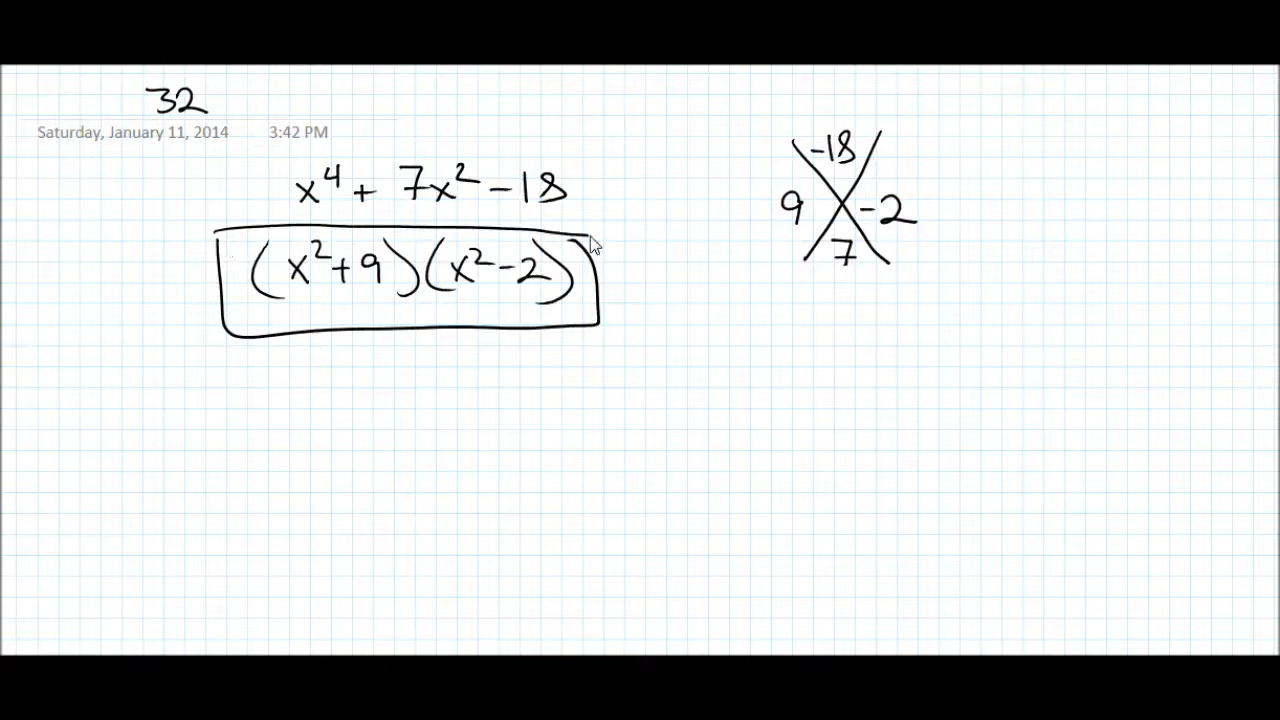 32
Saturday, January 11, 2014 3:42 PM
x⁴ + 7x² - 18
(x² + 9)(x² - 2)
-18
9 -2
7